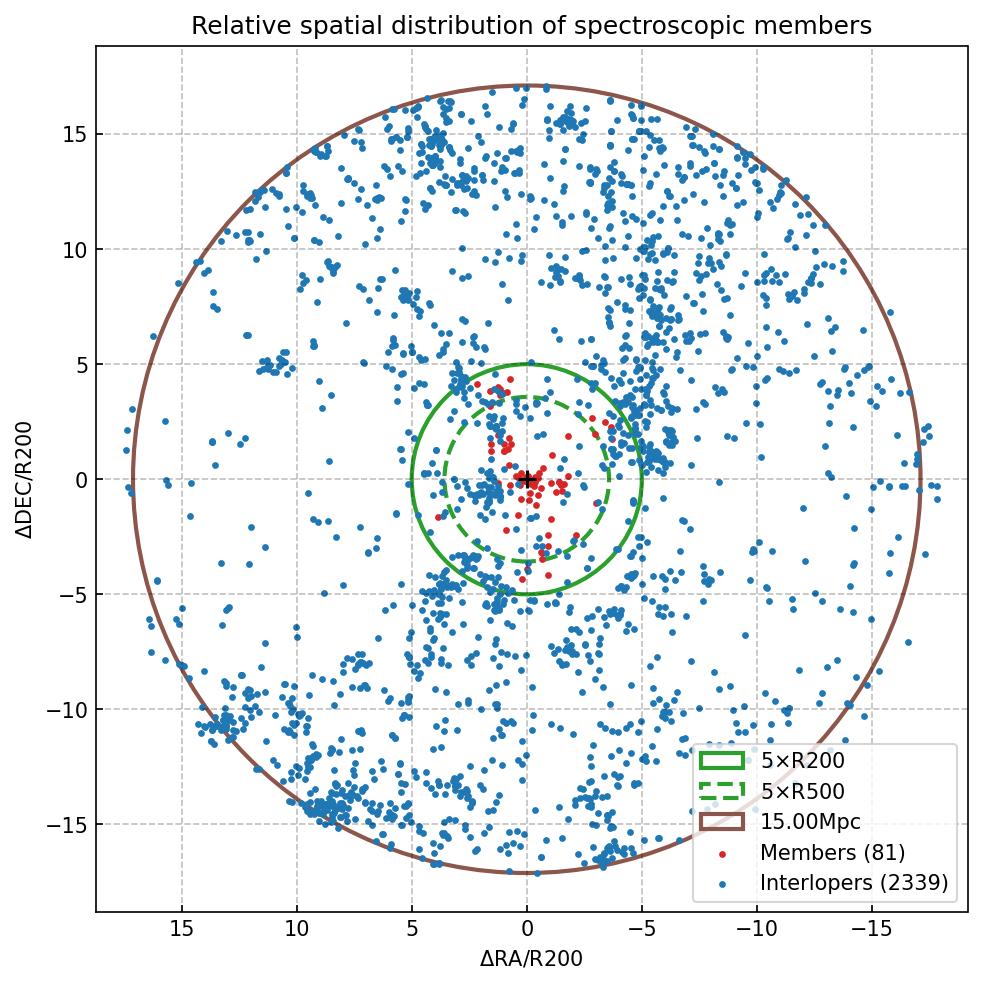 Relative spatial distribution of spectroscopic members
ΔDEC/R200
15
10
5
0
−5
−10
−15
5×R200
5×R500
15.00Mpc
Members (81)
Interlopers (2339)
15 10 5 0 −5 −10 −15
ΔRA/R200